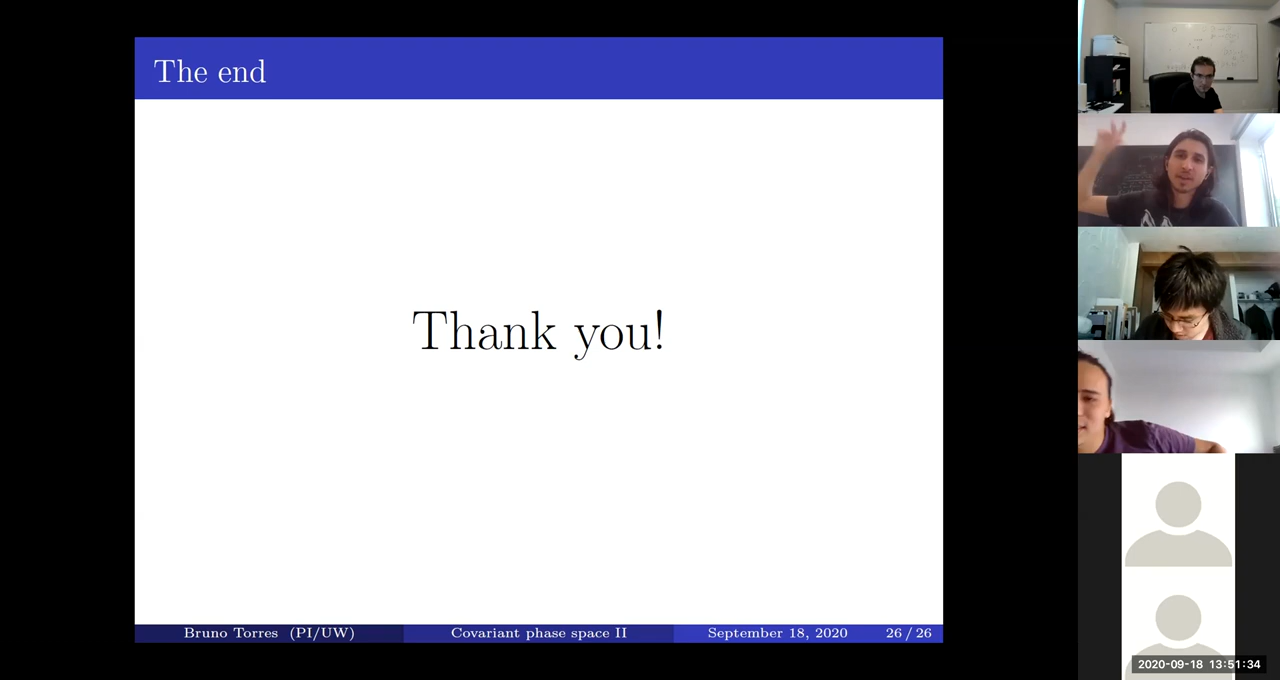 The end
Thank you!
Bruno Torres (PI/UW)
Covariant phase space II
September 18, 2020
26 / 26
2020-09-18 13:51:34